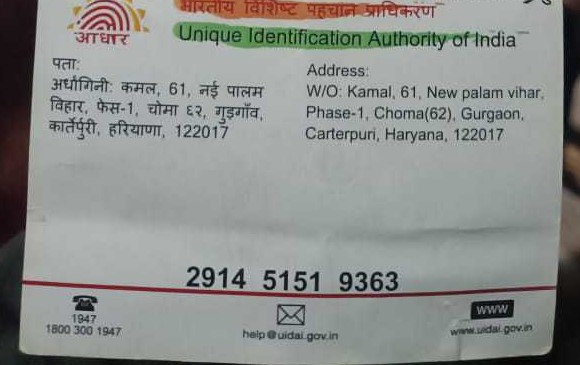 भारतीय विशिष्ट पहचान प्राधिकरण
आधार
Unique Identification Authority of India
पता:
अर्धांगिनी: कमल, 61, नई पालम
विहार, फेस-1, चोमा ६२, गुड़गाँव,
कार्तेर्पुरी, हरियाणा, 122017
Address:
W/O: Kamal, 61, New palam vihar,
Phase-1, Choma(62), Gurgaon,
Carterpuri, Haryana, 122017
2914 5151 9363
1947
1800 300 1947
help@uidai.gov.in
WWW
www.uidai.gov.in